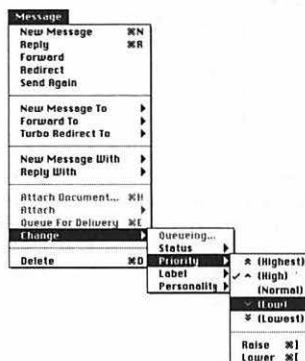 Message
New Message ⌘N
Reply ⌘R
Forward
Redirect
Send Again
New Message To ▶
Forward To ▶
Turbo Redirect To ▶
New Message With ▶
Reply With ▶
Attach Document... ⌘H
Attach ▶
Queue For Delivery ⌘E
Change ▶
Delete ⌘D
Queueing...
Status ▶
Priority ▶
Label ▶
Personality ▶
(Highest)
✓ (High)
(Normal)
(Low)
(Lowest)
Raise ⌘]
Lower ⌘[